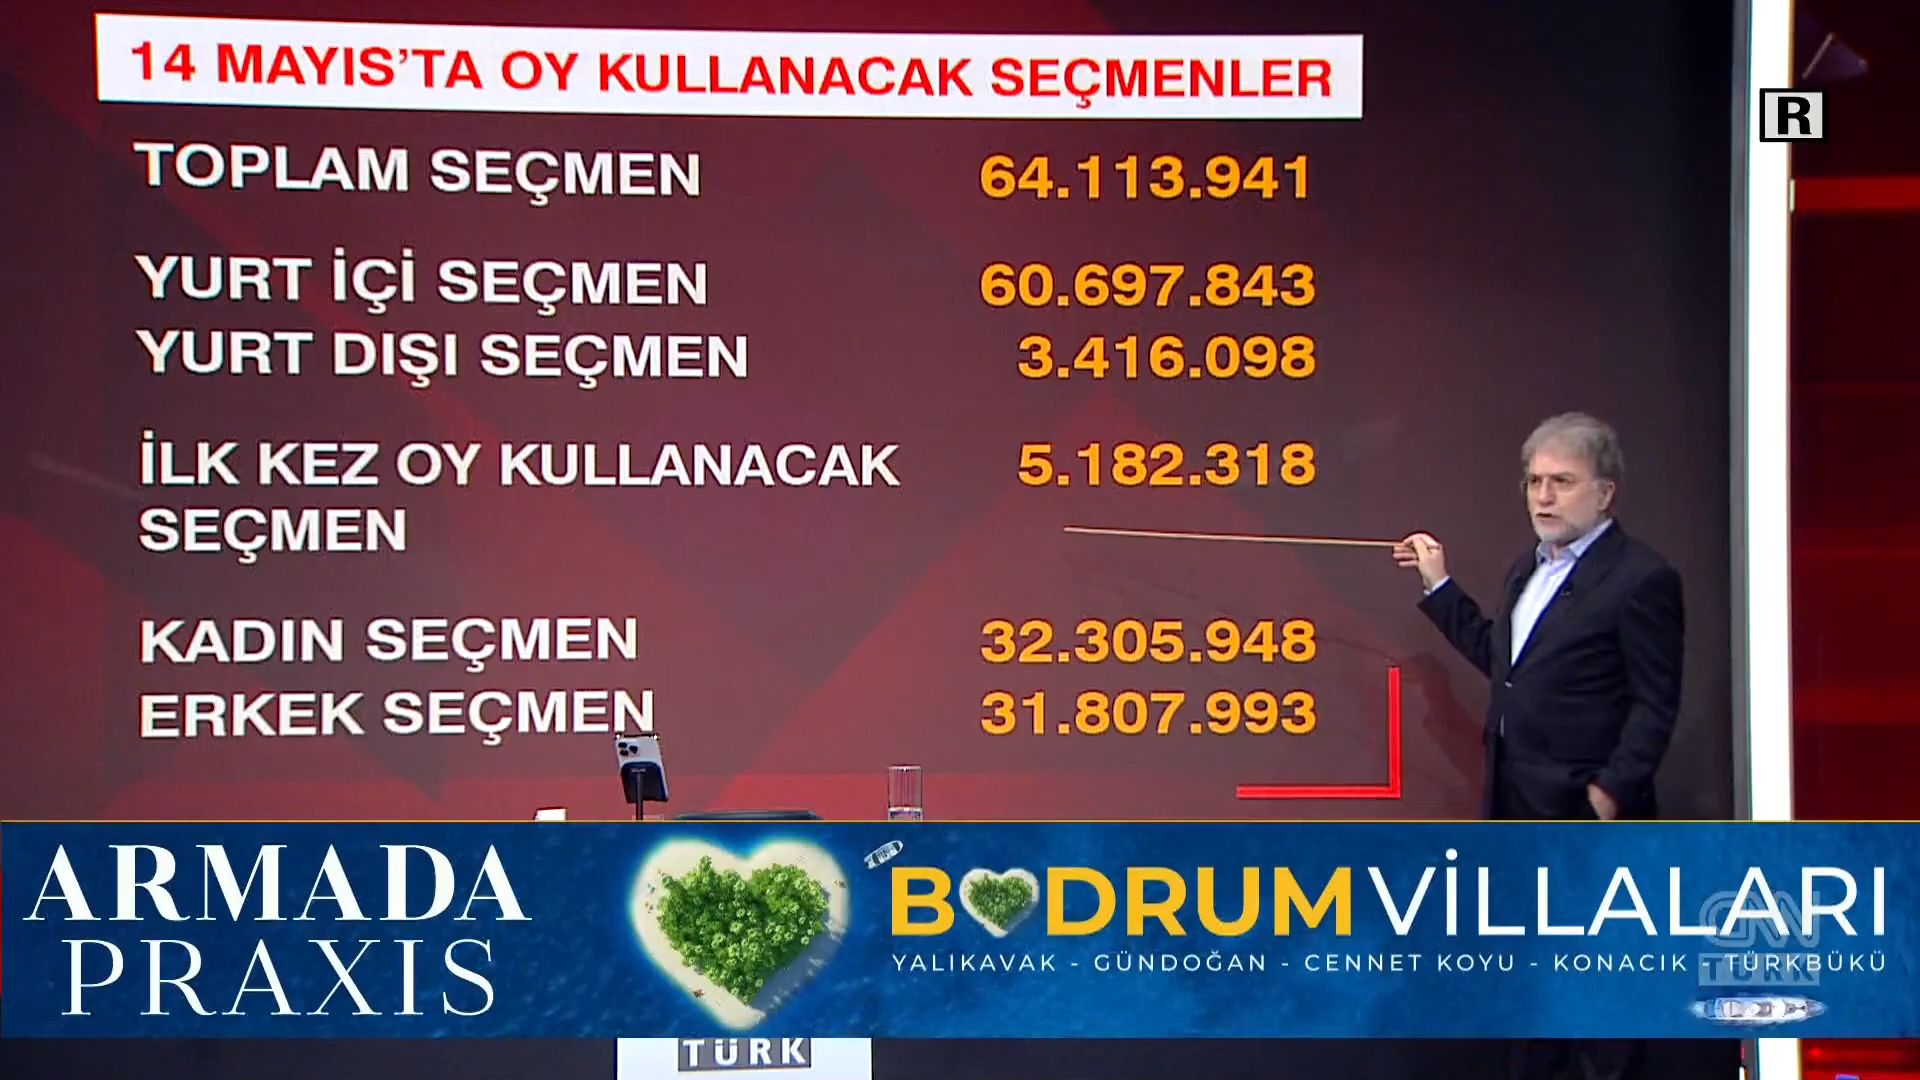 14 MAYIS'TA OY KULLANACAK SEÇMENLER
R
TOPLAM SEÇMEN 64.113.941
YURT İÇİ SEÇMEN 60.697.843
YURT DIŞI SEÇMEN 3.416.098
İLK KEZ OY KULLANACAK 5.182.318
SEÇMEN
KADIN SEÇMEN 32.305.948
ERKEK SEÇMEN 31.807.993
ARMADA
PRAXIS
BODRUM VİLLALARI
YALIKAVAK - GÜNDOĞAN - CENNET KOYU - KONACIK - TÜRKBÜKÜ
CNN
TÜRK
TÜRK